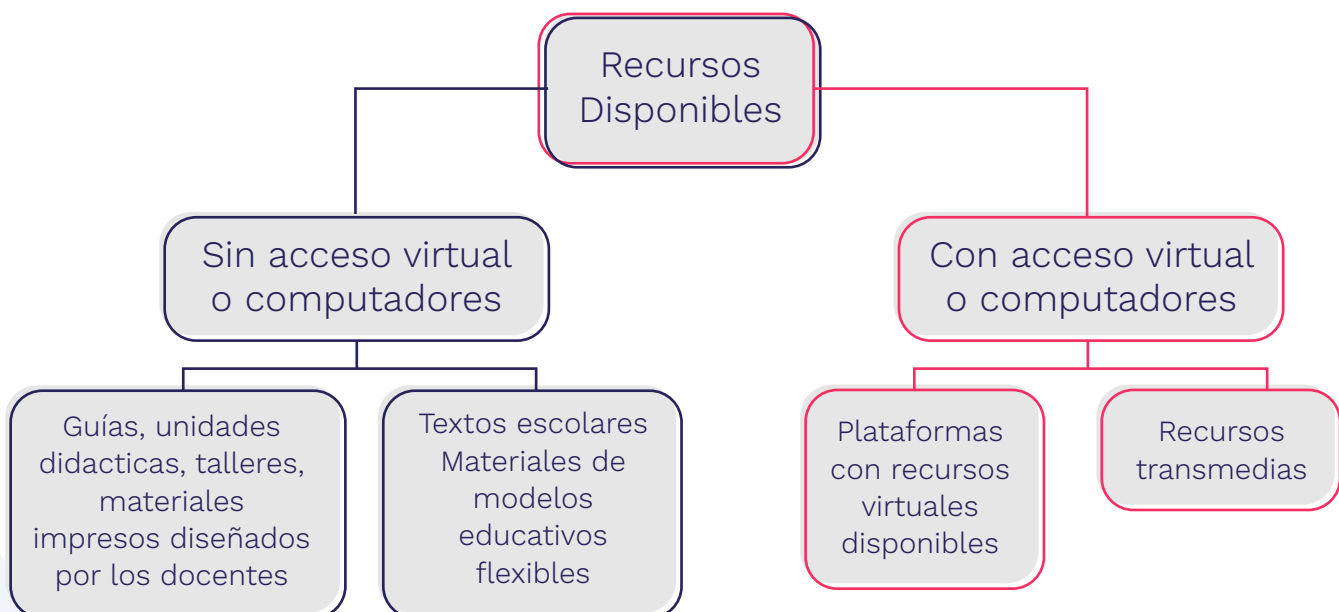 Recursos
Disponibles
Sin acceso virtual
o computadores
Con acceso virtual
o computadores
Guías, unidades
didacticas, talleres,
materiales
impresos diseñados
por los docentes
Textos escolares
Materiales de
modelos
educativos
flexibles
Plataformas
con recursos
virtuales
disponibles
Recursos
transmedias